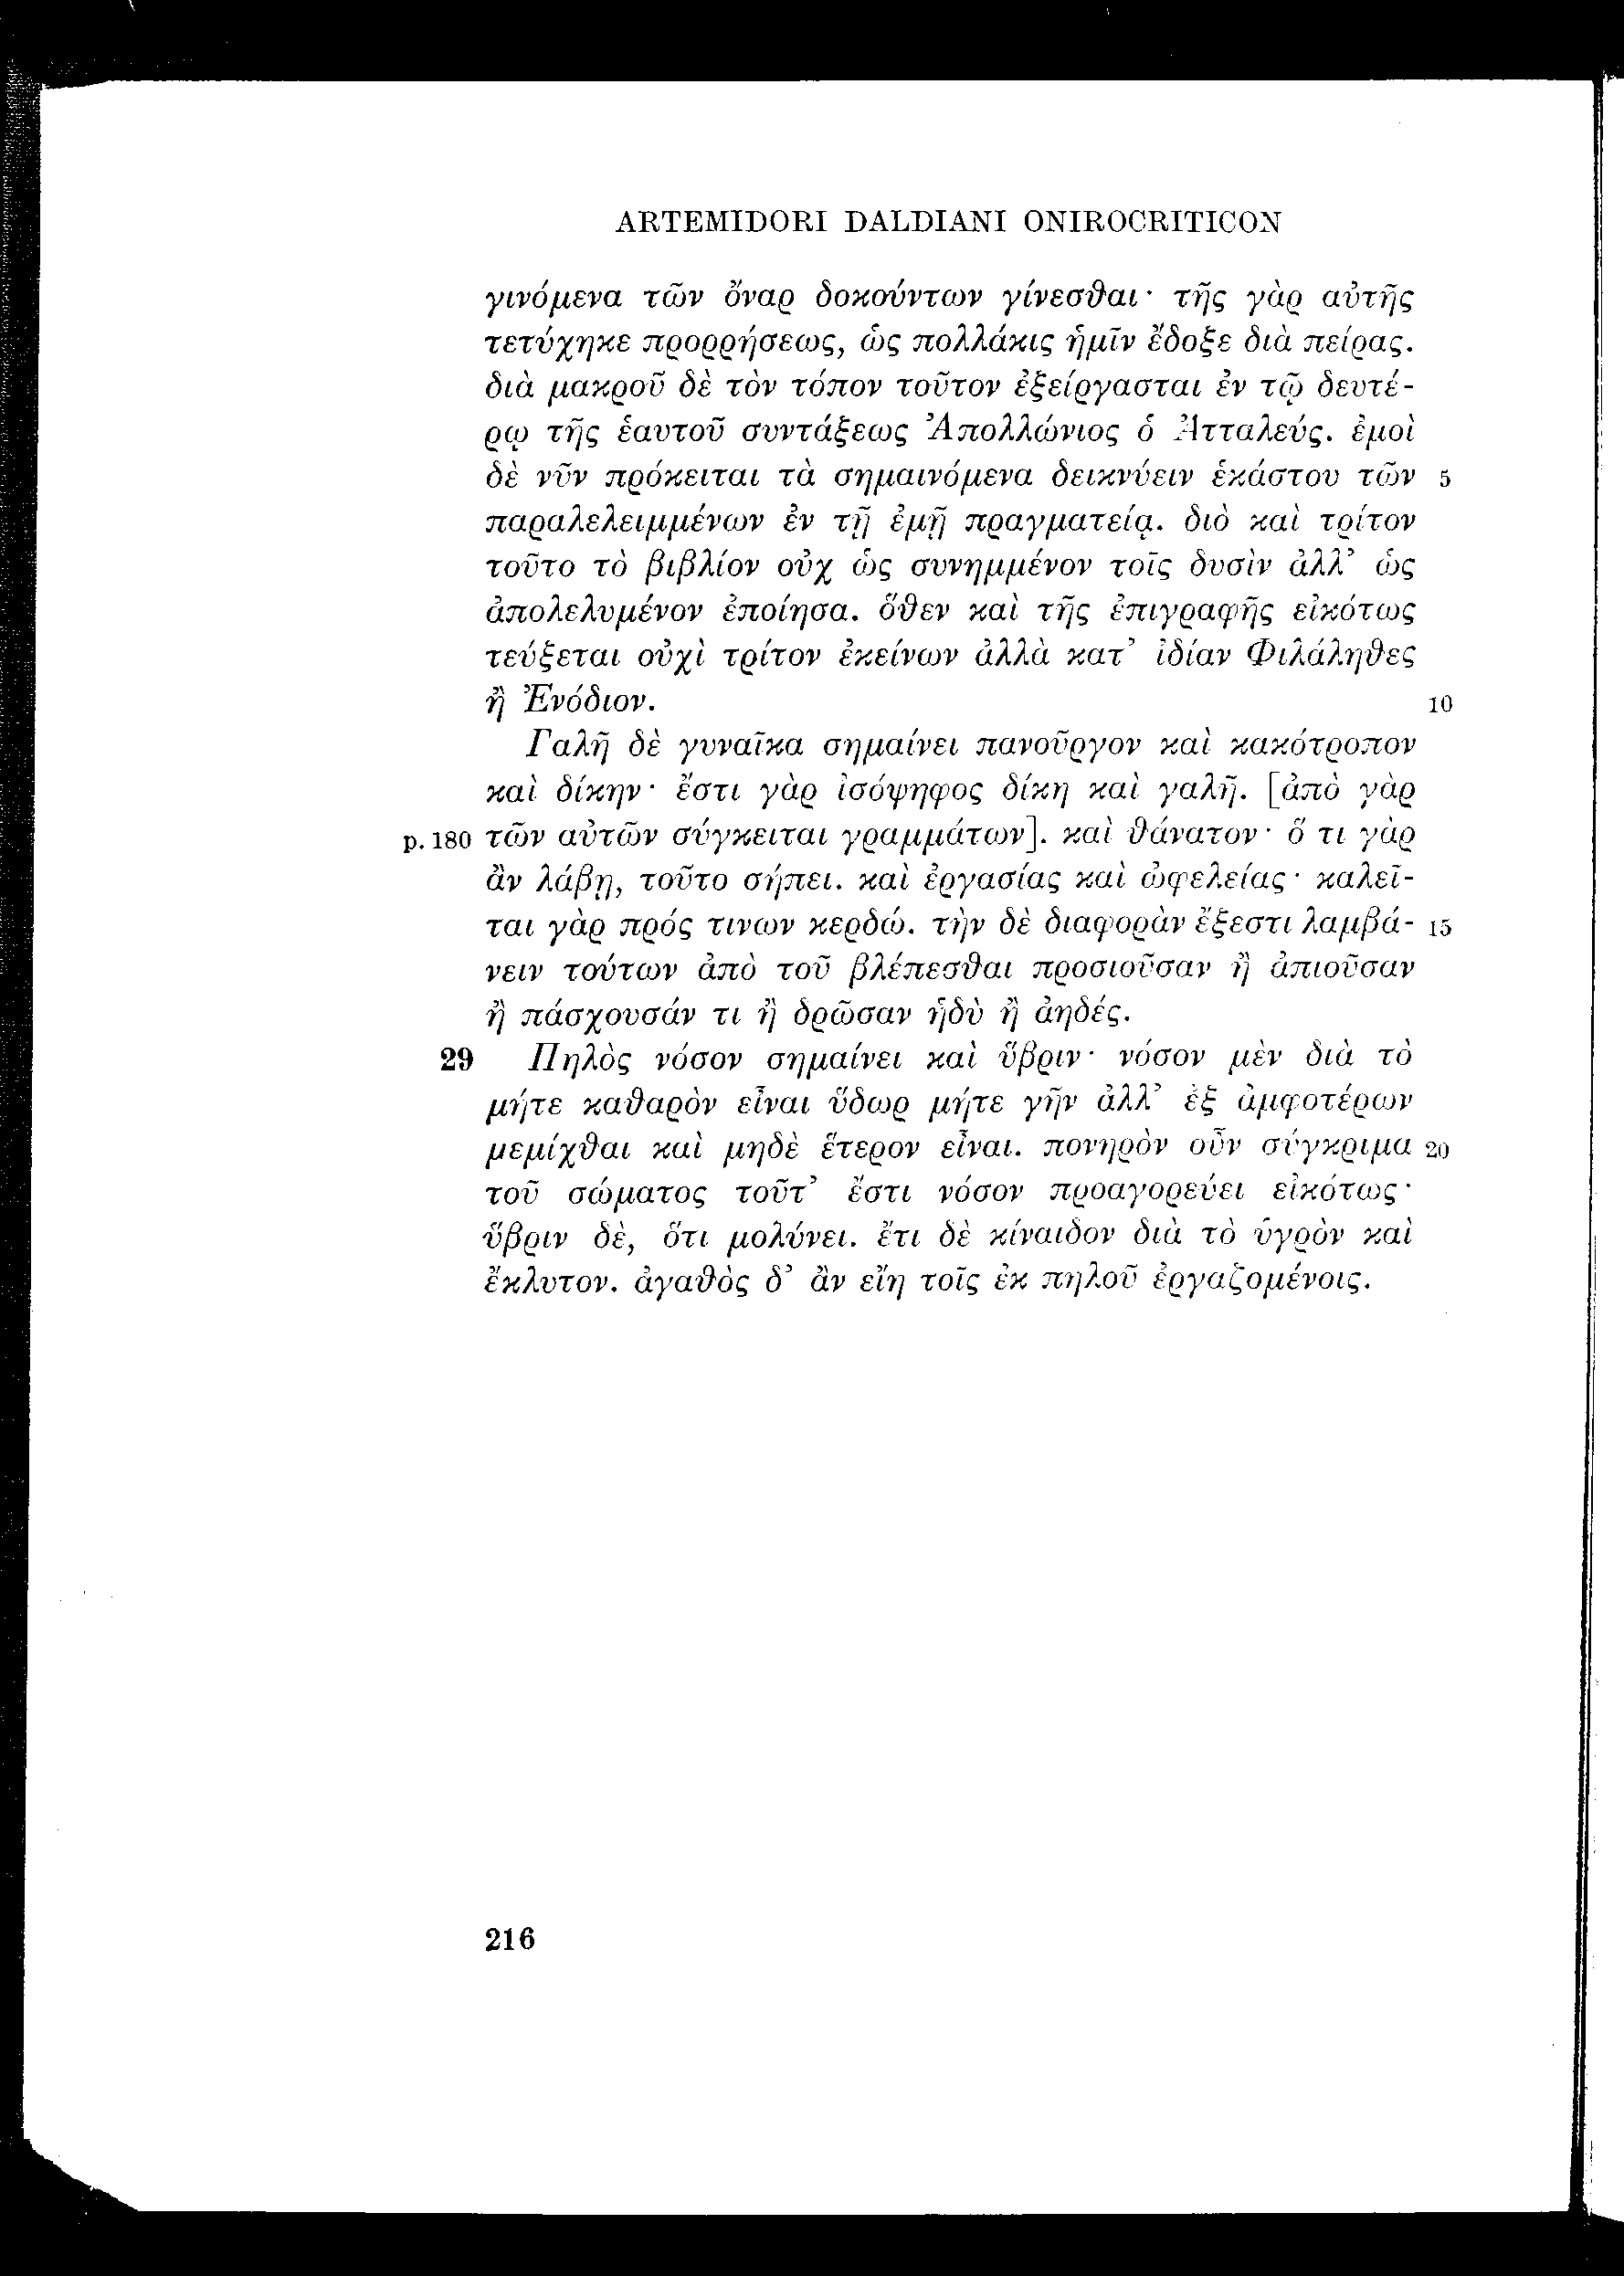 ARTEMIDORI DALDIANI ONIROCRITICON
γινόμενα τῶν ὄναρ δοκούντων γίνεσθαι· τῆς γὰρ αὐτῆς
τετύχηκε προρρήσεως, ὡς πολλάκις ἡμῖν ἔδοξε διὰ πείρας.
διὰ μακροῦ δὲ τὸν τόπον τοῦτον ἐξείργασται ἐν τῷ δευτέ-
ρῳ τῆς ἑαυτοῦ συντάξεως Ἀπολλώνιος ὁ Ἀτταλεύς. ἐμοὶ
δὲ νῦν πρόκειται τὰ σημαινόμενα δεικνύειν ἑκάστου τῶν 5
παραλελειμμένων ἐν τῇ ἐμῇ πραγματείᾳ. διὸ καὶ τρίτον
τοῦτο τὸ βιβλίον οὐχ ὡς συνημμένον τοῖς δυσὶν ἀλλ’ ὡς
ἀπολελυμένον ἐποίησα. ὅθεν καὶ τῆς ἐπιγραφῆς εἰκότως
τεύξεται οὐχὶ τρίτον ἐκείνων ἀλλὰ κατ’ ἰδίαν Φιλάληθες
ἢ Ἐνόδιον. 10
Γαλῆ δὲ γυναῖκα σημαίνει πανοῦργον καὶ κακότροπον
καὶ δίκην· ἔστι γὰρ ἰσόψηφος δίκη καὶ γαλῆ. [ἀπὸ γὰρ
p. 180 τῶν αὐτῶν σύγκειται γραμμάτων]. καὶ θάνατον· ὅ τι γὰρ
ἂν λάβῃ, τοῦτο σήπει. καὶ ἐργασίας καὶ ὠφελείας· καλεῖ-
ται γὰρ πρός τινων κερδώ. τὴν δὲ διαφορὰν ἔξεστι λαμβά- 15
νειν τούτων ἀπὸ τοῦ βλέπεσθαι προσιοῦσαν ἢ ἀπιοῦσαν
ἢ πάσχουσάν τι ἢ δρῶσαν ἡδὺ ἢ ἀηδές.
29 Πηλὸς νόσον σημαίνει καὶ ὕβριν· νόσον μὲν διὰ τὸ
μήτε καθαρὸν εἶναι ὕδωρ μήτε γῆν ἀλλ’ ἐξ ἀμφοτέρων
μεμίχθαι καὶ μηδὲ ἕτερον εἶναι. πονηρὸν οὖν σύγκριμα 20
τοῦ σώματος τοῦτ’ ἔστι νόσον προαγορεύει εἰκότως·
ὕβριν δὲ, ὅτι μολύνει. ἔτι δὲ κίναιδον διὰ τὸ ὑγρὸν καὶ
ἔκλυτον. ἀγαθὸς δ’ ἂν εἴη τοῖς ἐκ πηλοῦ ἐργαζομένοις.
216